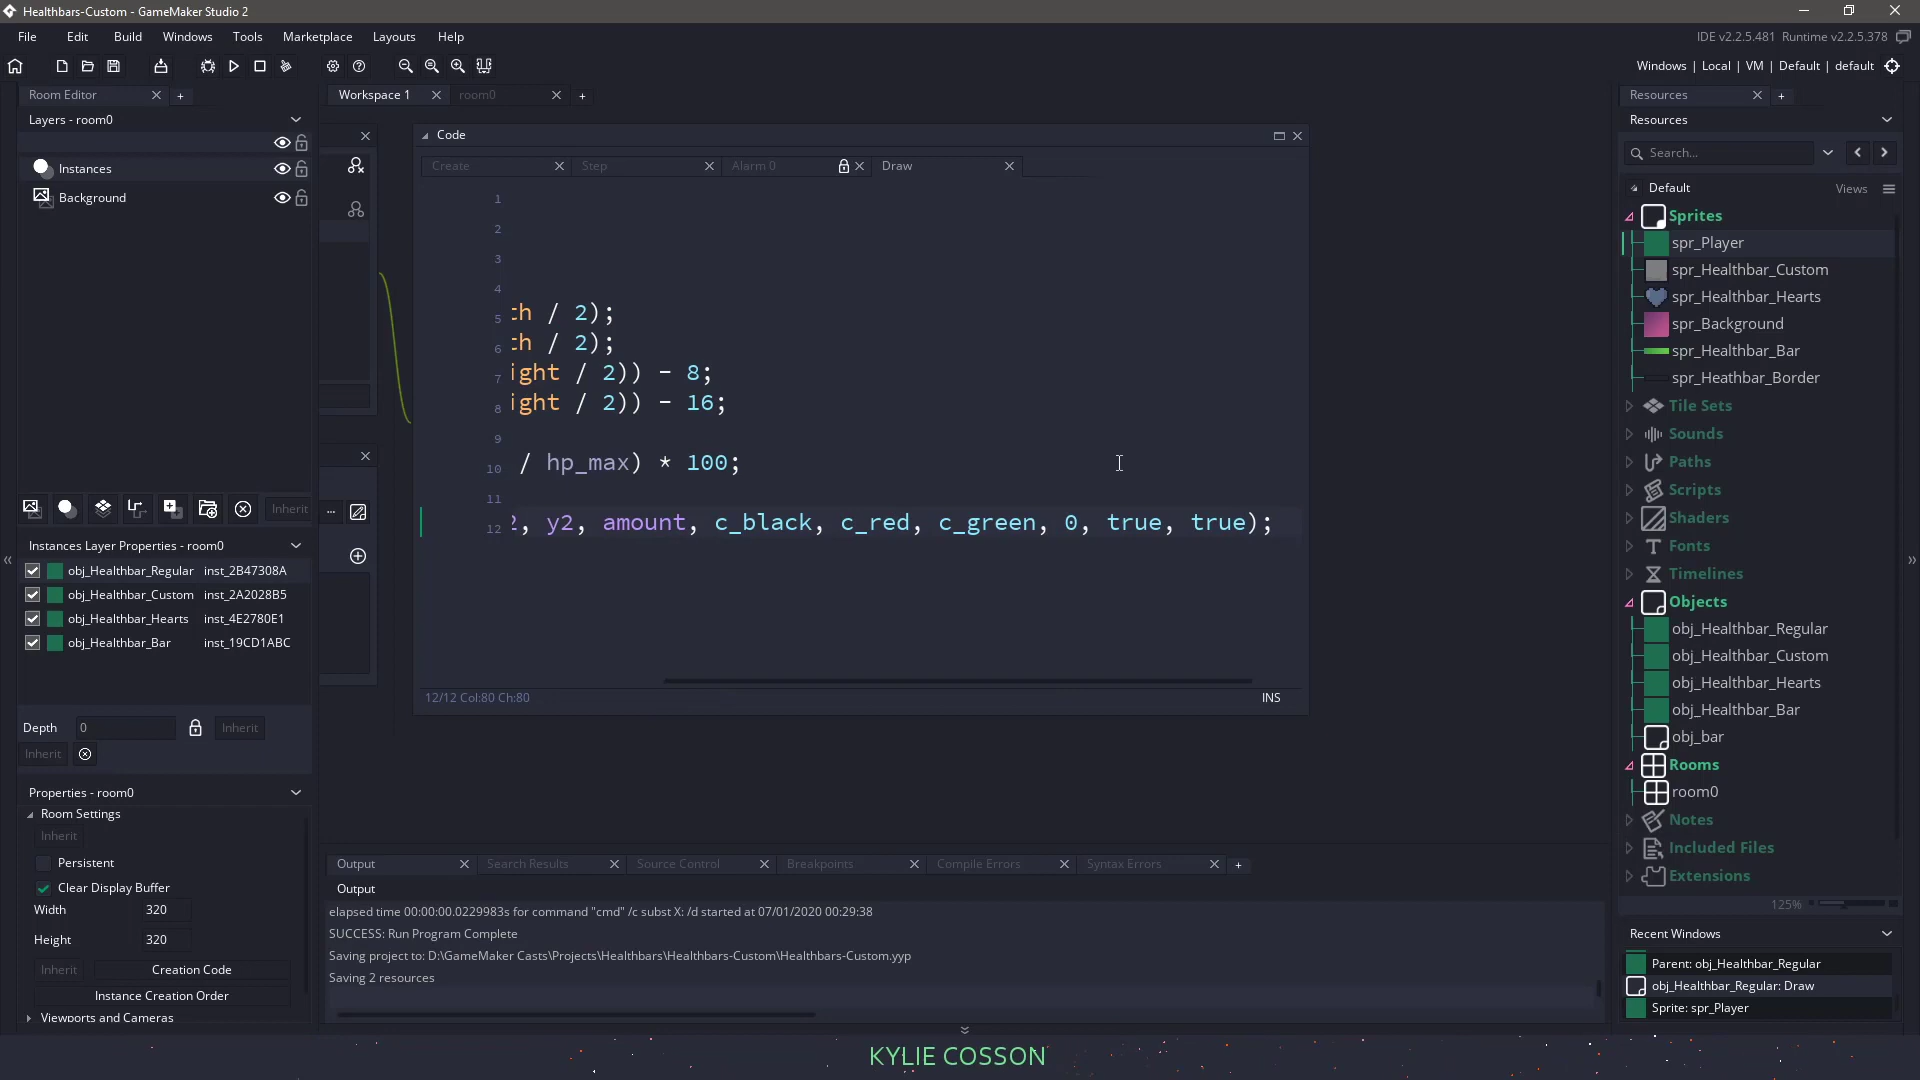 Healthbars-Custom - GameMaker Studio 2
File Edit Build Windows Tools Marketplace Layouts Help
IDE v2.2.5.481 Runtime v2.2.5.378
Windows | Local | VM | Default | default
Room Editor
Layers - room0
Instances
Background
Inherit
Instances Layer Properties - room0
obj_Healthbar_Regular inst_2B47308A
obj_Healthbar_Custom inst_2A2028B5
obj_Healthbar_Hearts inst_4E2780E1
obj_Healthbar_Bar inst_19CD1ABC
Depth 0 Inherit
Inherit
Properties - room0
Room Settings
Inherit
Persistent
Clear Display Buffer
Width 320
Height 320
Inherit Creation Code
Instance Creation Order
Viewports and Cameras
Workspace 1 room0
Code
Create Step Alarm 0 Draw
1
2
3
4
5 th / 2);
6 th / 2);
7 ight / 2)) - 8;
8 ight / 2)) - 16;
9
10 / hp_max) * 100;
11
12 2, y2, amount, c_black, c_red, c_green, 0, true, true);
12/12 Col:80 Ch:80 INS
Output Search Results Source Control Breakpoints Compile Errors Syntax Errors
Output
elapsed time 00:00:00.0229983s for command "cmd" /c subst X: /d started at 07/01/2020 00:29:38
SUCCESS: Run Program Complete
Saving project to: D:\GameMaker Casts\Projects\Healthbars\Healthbars-Custom\Healthbars-Custom.yyp
Saving 2 resources
Resources
Resources
Search...
Default Views
Sprites
spr_Player
spr_Healthbar_Custom
spr_Healthbar_Hearts
spr_Background
spr_Healthbar_Bar
spr_Heathbar_Border
Tile Sets
Sounds
Paths
Scripts
Shaders
Fonts
Timelines
Objects
obj_Healthbar_Regular
obj_Healthbar_Custom
obj_Healthbar_Hearts
obj_Healthbar_Bar
obj_bar
Rooms
room0
Notes
Included Files
Extensions
125%
Recent Windows
Parent: obj_Healthbar_Regular
obj_Healthbar_Regular: Draw
Sprite: spr_Player
KYLIE COSSON